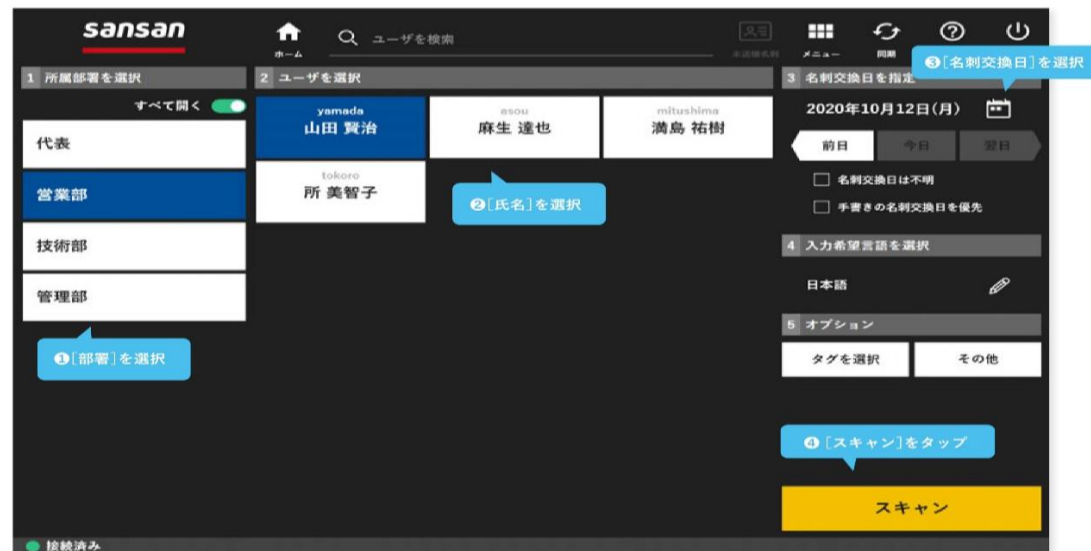 sansan
ホーム
ユーザを検索
メニュー
同期
❸[名刺交換日]を選択
1 所属部署を選択
すべて開く
代表
営業部
技術部
管理部
❶[部署]を選択
2 ユーザを選択
yamada
山田 賢治
asou
麻生 達也
mitushima
満島 祐樹
tokoro
所 美智子
❷[氏名]を選択
3 名刺交換日を指定
2020年10月12日(月)
前日
今日
翌日
名刺交換日は不明
手書きの名刺交換日を優先
4 入力希望言語を選択
日本語
5 オプション
タグを選択
その他
❹[スキャン]をタップ
スキャン
接続済み